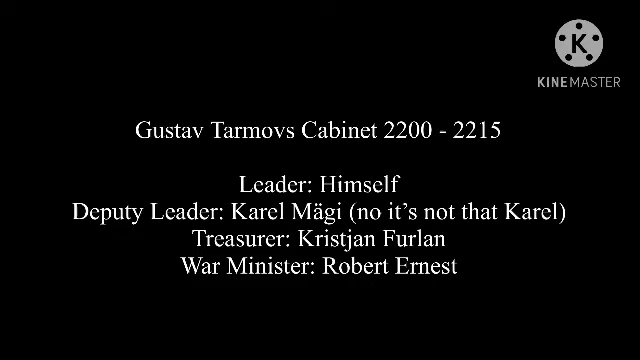 K
KINEMASTER
Gustav Tarmovs Cabinet 2200 - 2215
Leader: Himself
Deputy Leader: Karel Mägi (no it's not that Karel)
Treasurer: Kristjan Furlan
War Minister: Robert Ernest